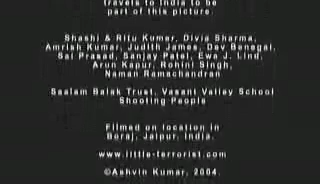 travels to India to be
part of this picture.
Shashi & Ritu Kumar, Divia Sharma,
Amrish Kumar, Judith James, Dev Benegal,
Sai Prasad, Sanjay Patel, Ewa J. Lind,
Arun Kapur, Rohini Singh,
Naman Ramachandran
Saalam Balak Trust, Vasant Valley School
Shooting People
Filmed on location in
Beraj, Jaipur, India.
www.little-terrorist.com
©Ashvin Kumar, 2004.